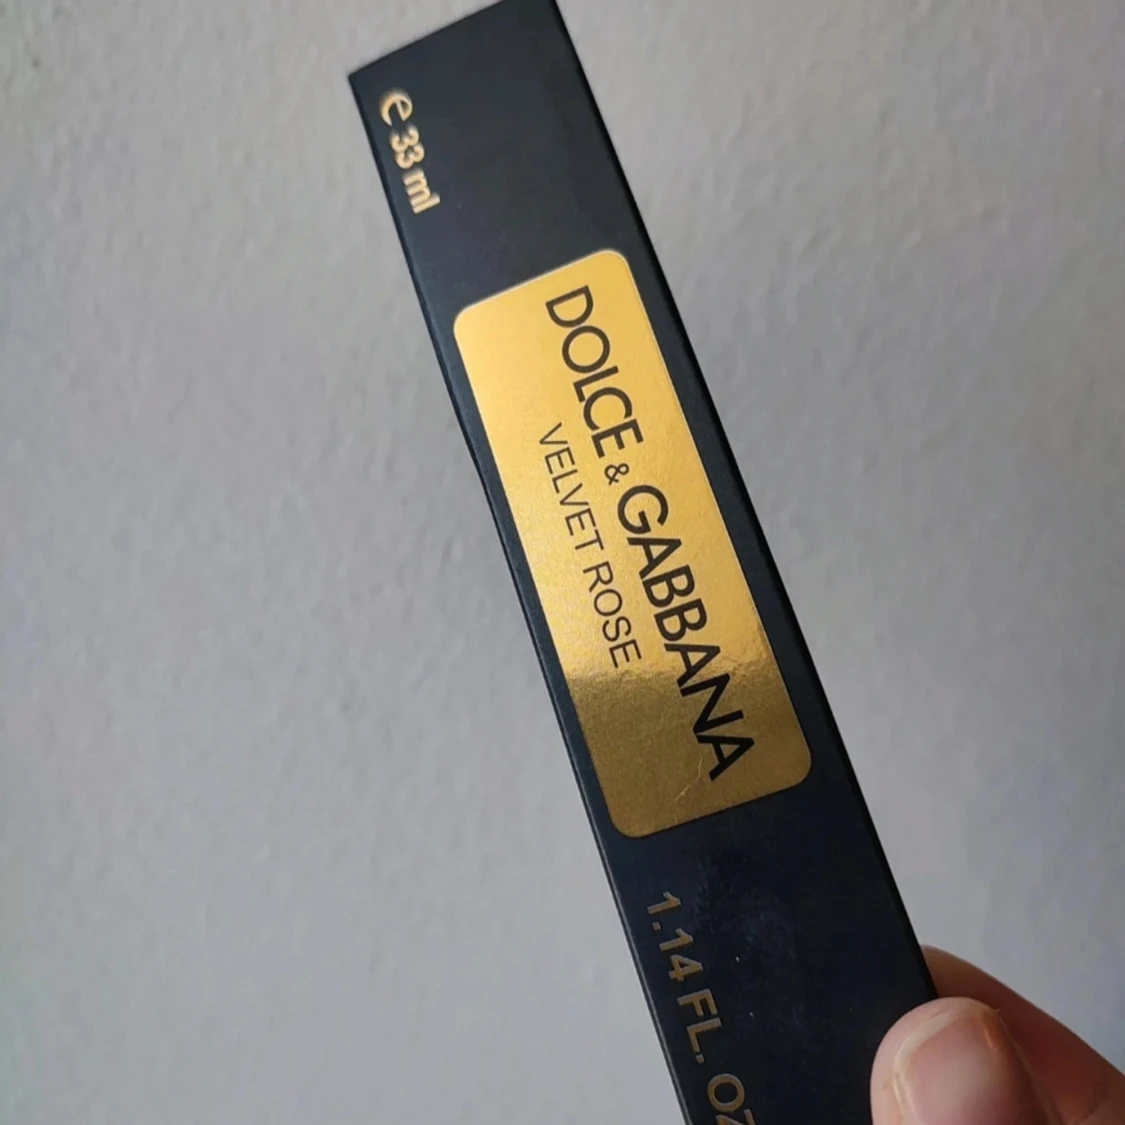 e 33 ml
DOLCE & GABBANA
VELVET ROSE
1.14 FL. OZ